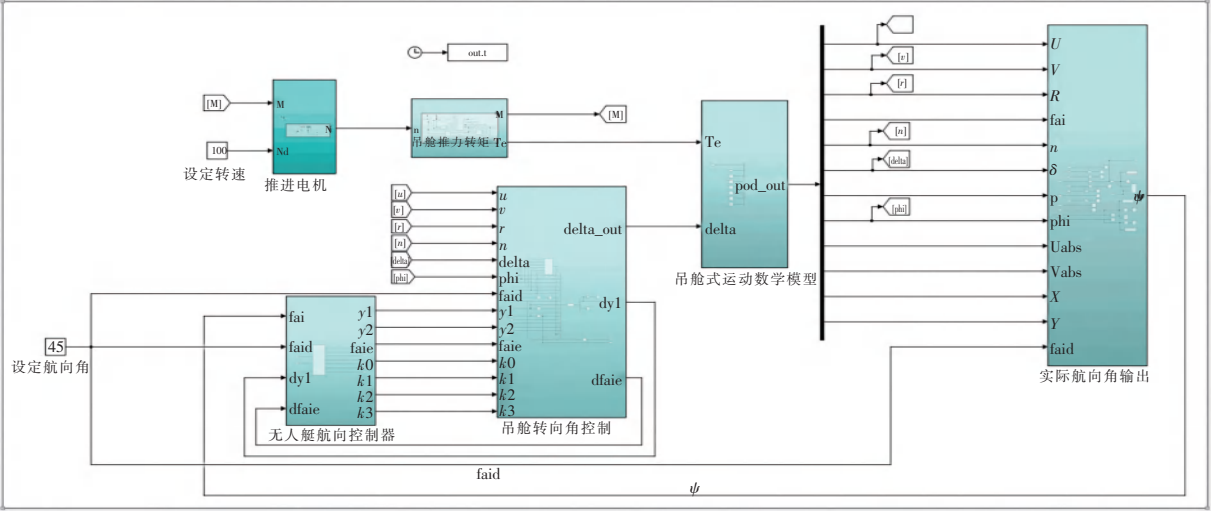 out.t
[M]
100
设定转速
M
Nd
N
推进电机
n
M
Te
吊舱推力转矩
[M]
[u]
[v]
[r]
[n]
[delta]
[phi]
u
v
r
n
delta
phi
faid
y1
y2
faie
k0
k1
k2
k3
delta_out
dy1
dfaie
吊舱转向角控制
45
设定航向角
fai
faid
dy1
dfaie
y1
y2
faie
k0
k1
k2
k3
无人艇航向控制器
Te
delta
pod_out
吊舱式运动数学模型
[v]
[r]
[n]
[delta]
[phi]
U
V
R
fai
n
δ
p
phi
Uabs
Vabs
X
Y
faid
ψ
实际航向角输出
faid
ψ